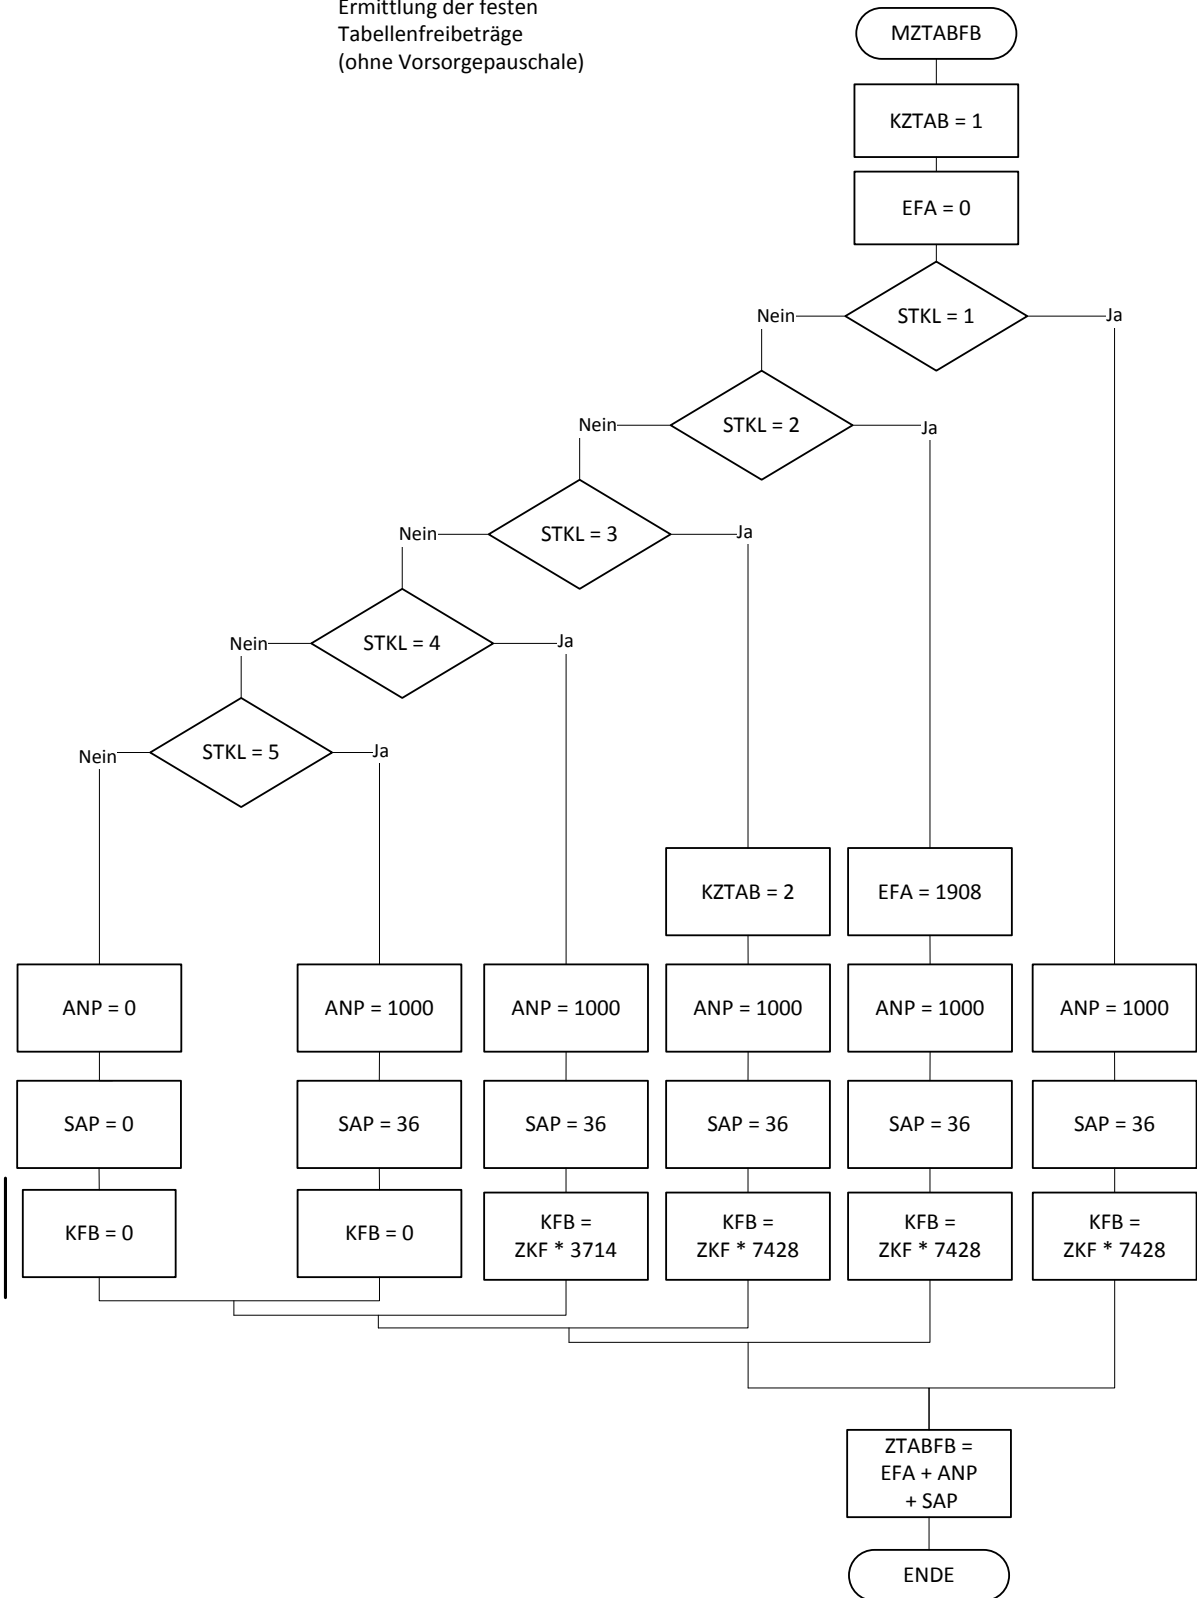 Ermittlung der festen
Tabellenfreibeträge
(ohne Vorsorgepauschale)
MZTABFB
KZTAB = 1
EFA = 0
STKL = 1
Nein
Ja
STKL = 2
Nein
Ja
STKL = 3
Nein
Ja
STKL = 4
Nein
Ja
STKL = 5
Nein
Ja
KZTAB = 2
EFA = 1908
ANP = 0
ANP = 1000
ANP = 1000
ANP = 1000
ANP = 1000
ANP = 1000
SAP = 0
SAP = 36
SAP = 36
SAP = 36
SAP = 36
SAP = 36
KFB = 0
KFB = 0
KFB =
ZKF * 3714
KFB =
ZKF * 7428
KFB =
ZKF * 7428
KFB =
ZKF * 7428
ZTABFB =
EFA + ANP
+ SAP
ENDE